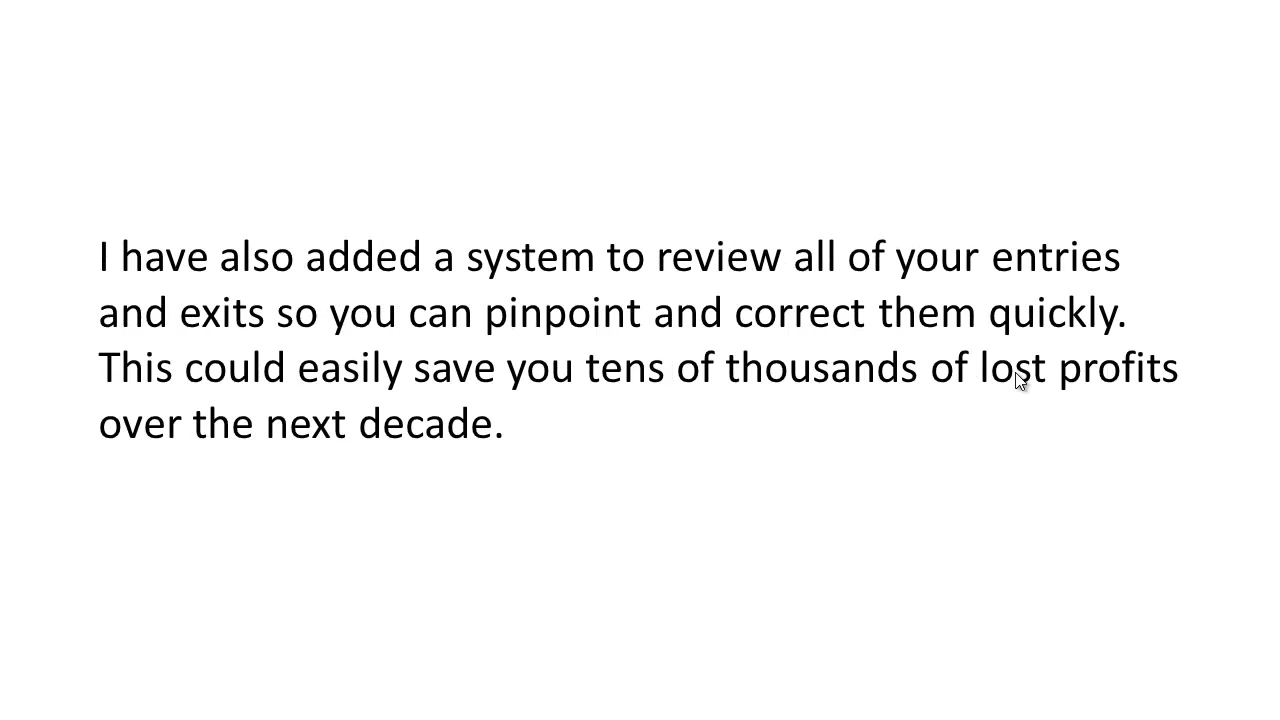 I have also added a system to review all of your entries
and exits so you can pinpoint and correct them quickly.
This could easily save you tens of thousands of lost profits
over the next decade.